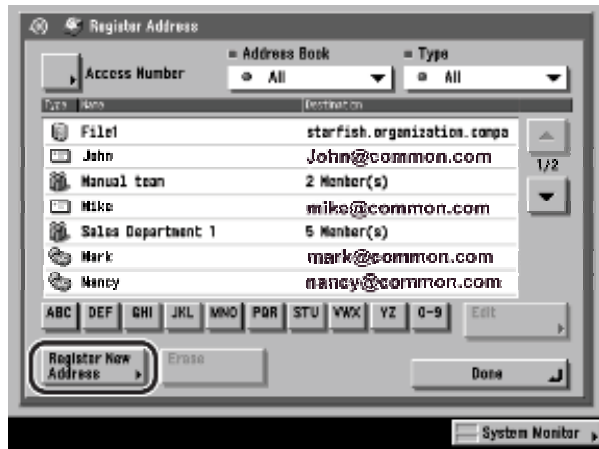 Register Address
Address Book
Type
Access Number
All
All
Type Name Destination
File1 starfish.organization.compa
John John@common.com
Manual team 2 Member(s)
Mike mike@common.com
Sales Department 1 5 Member(s)
Mark mark@common.com
Nancy nancy@common.com
1/2
ABC DEF GHI JKL MNO PQR STU VWX YZ 0-9 Edit
Register New
Address
Erase
Done
System Monitor